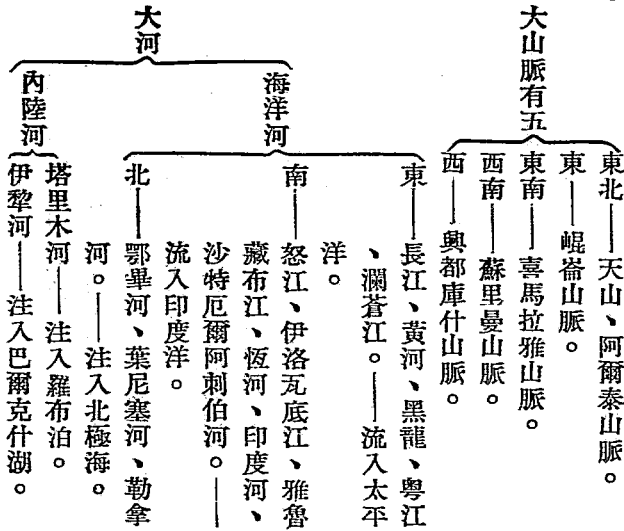 大山脈有五
東北——天山、阿爾泰山脈。
東——崐崙山脈。
東南——喜馬拉雅山脈。
西南——蘇里曼山脈。
西——興都庫什山脈。
大河
海洋河
東——長江、黃河、黑龍、粤江
、瀾蒼江。——流入太平
洋。
南——怒江、伊洛瓦底江、雅魯
藏布江、恆河、印度河、
沙特厄爾阿剌伯河。——
流入印度洋。
北——鄂畢河、葉尼塞河、勒拿
河。——注入北極海。
內陸河
塔里木河——注入羅布泊。
伊犂河——注入巴爾克什湖。